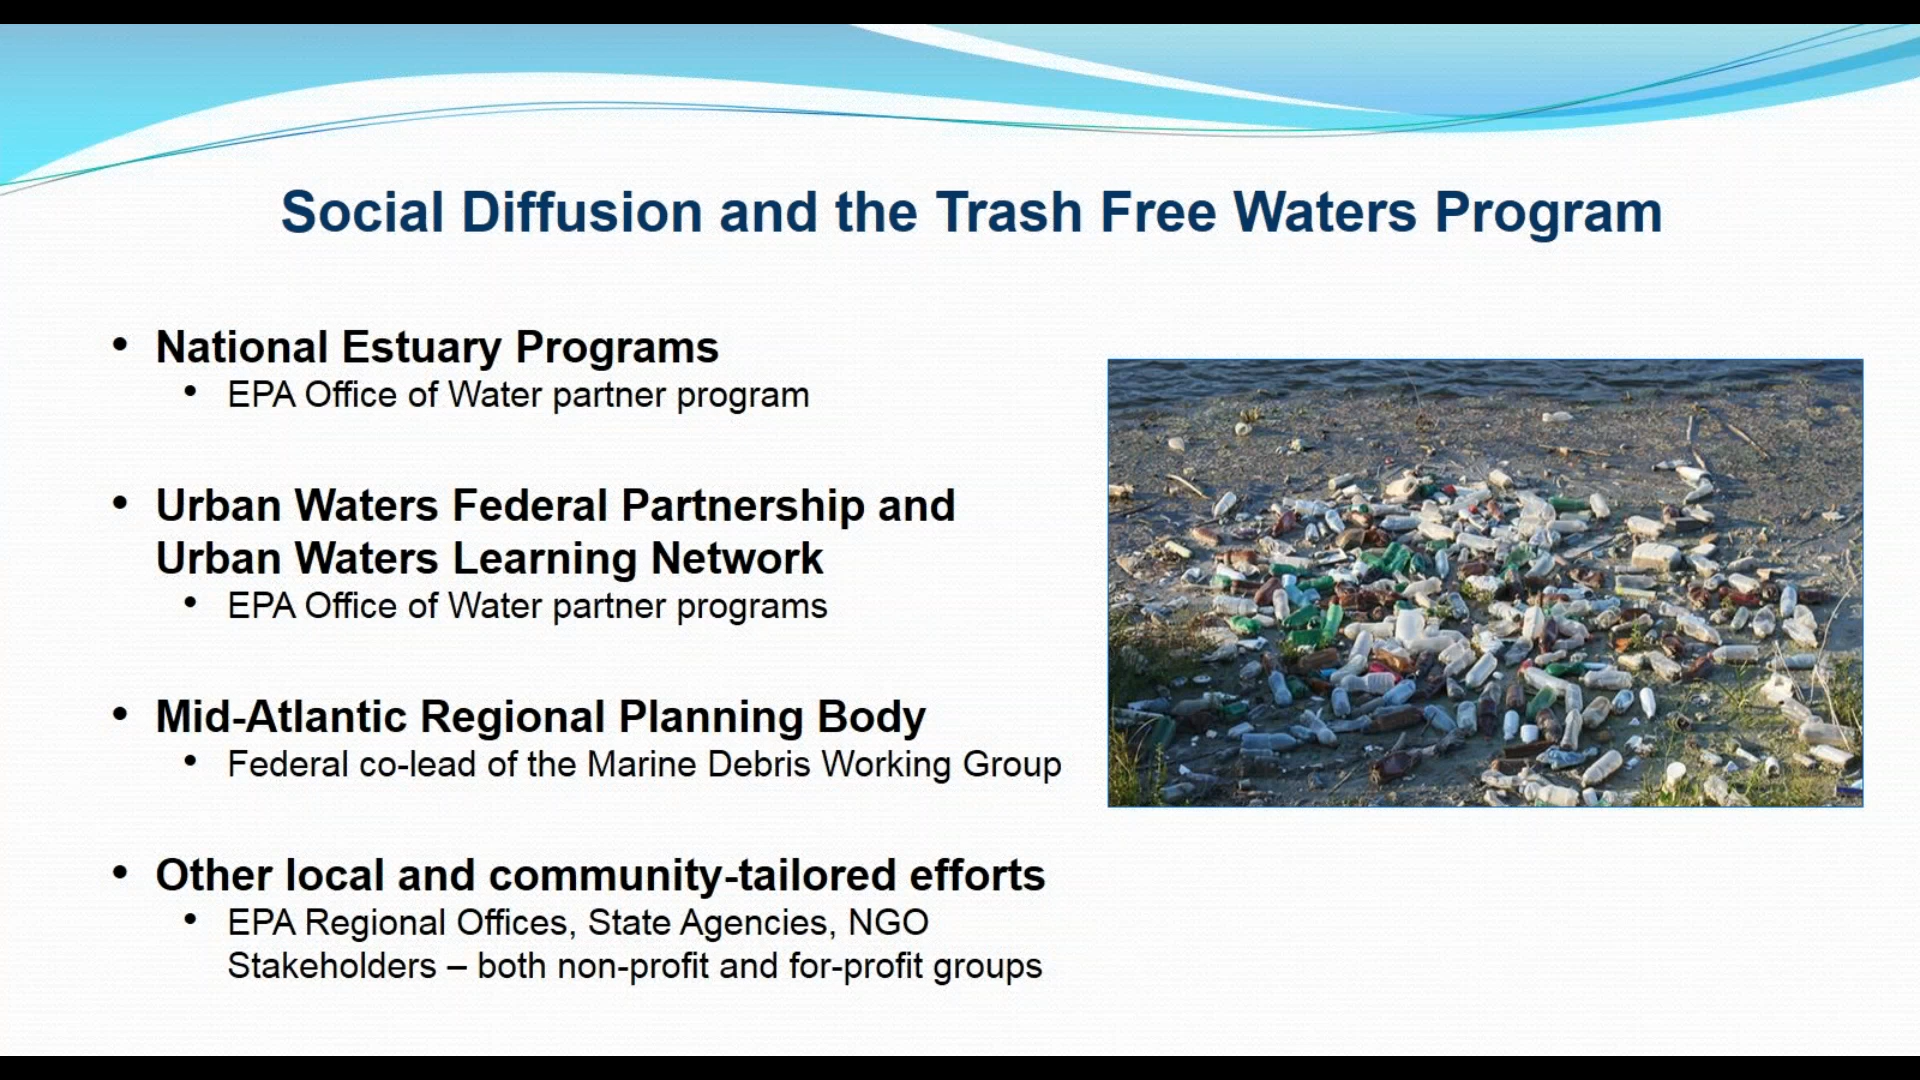 Social Diffusion and the Trash Free Waters Program
• National Estuary Programs
• EPA Office of Water partner program
• Urban Waters Federal Partnership and
Urban Waters Learning Network
• EPA Office of Water partner programs
• Mid-Atlantic Regional Planning Body
• Federal co-lead of the Marine Debris Working Group
• Other local and community-tailored efforts
• EPA Regional Offices, State Agencies, NGO
Stakeholders – both non-profit and for-profit groups